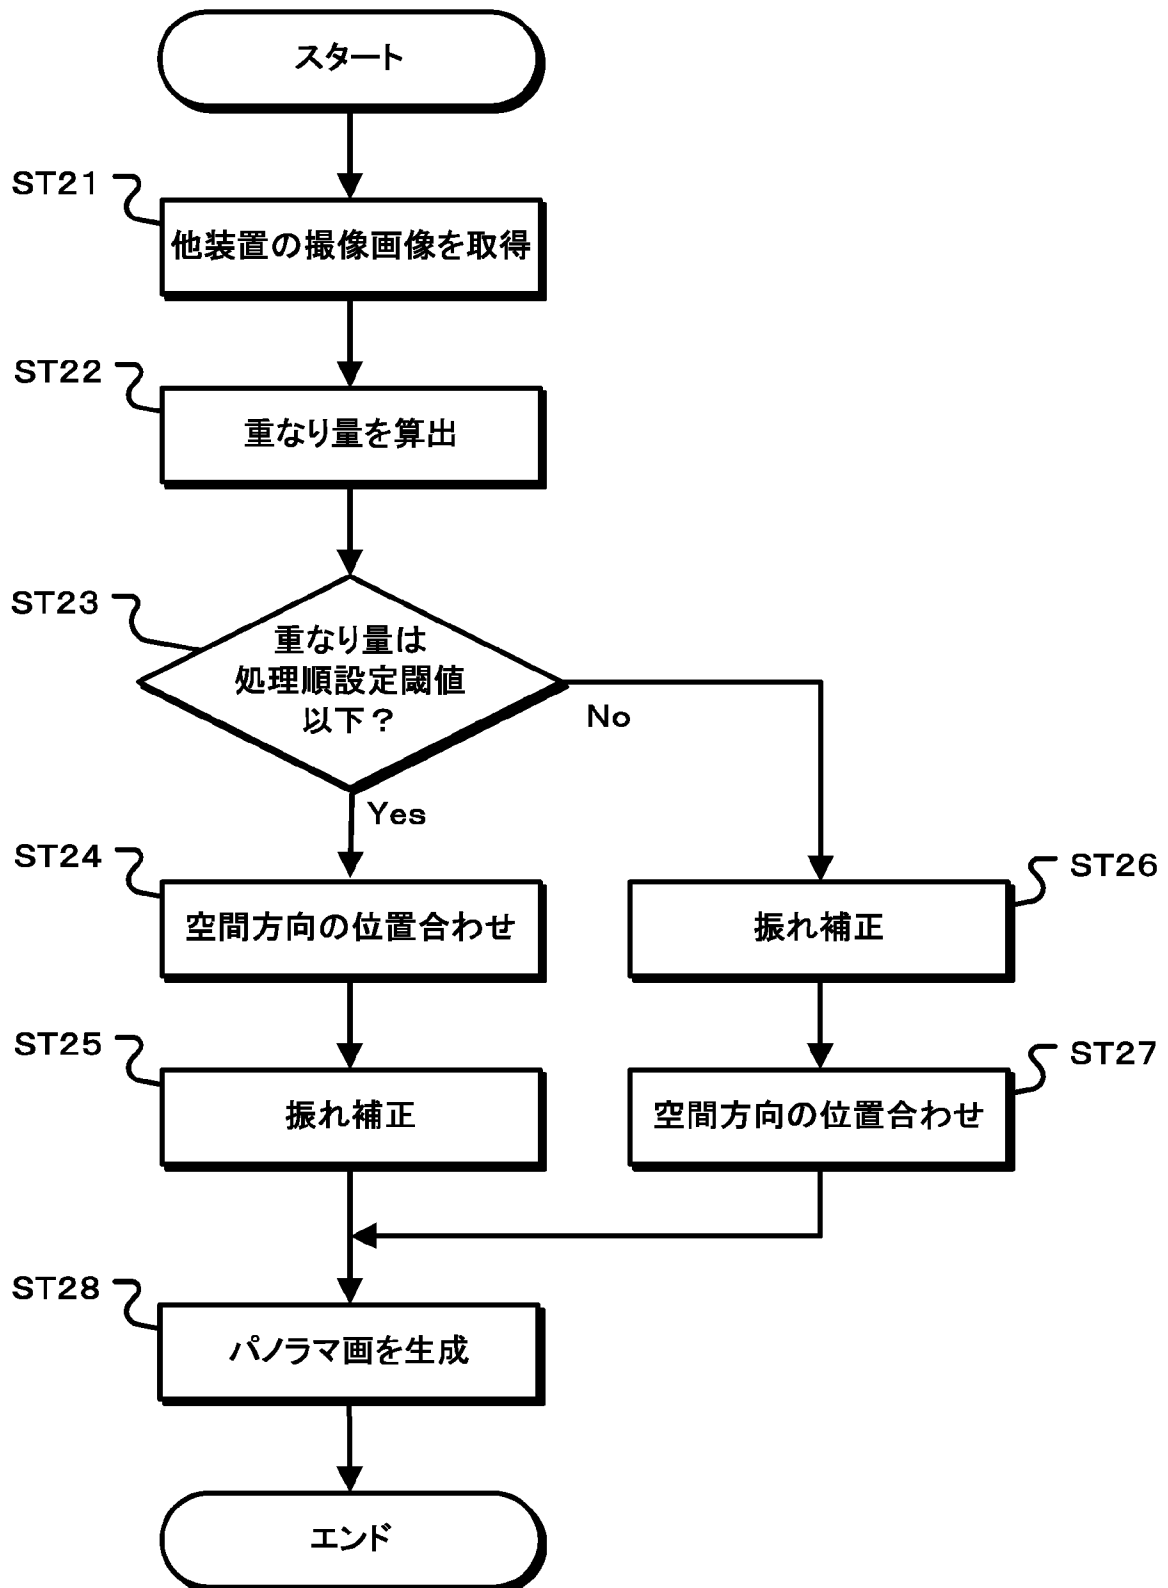 スタート
ST21
他装置の撮像画像を取得
ST22
重なり量を算出
ST23
重なり量は
処理順設定閾値
以下？
No
Yes
ST24
空間方向の位置合わせ
ST26
振れ補正
ST25
振れ補正
ST27
空間方向の位置合わせ
ST28
パノラマ画を生成
エンド